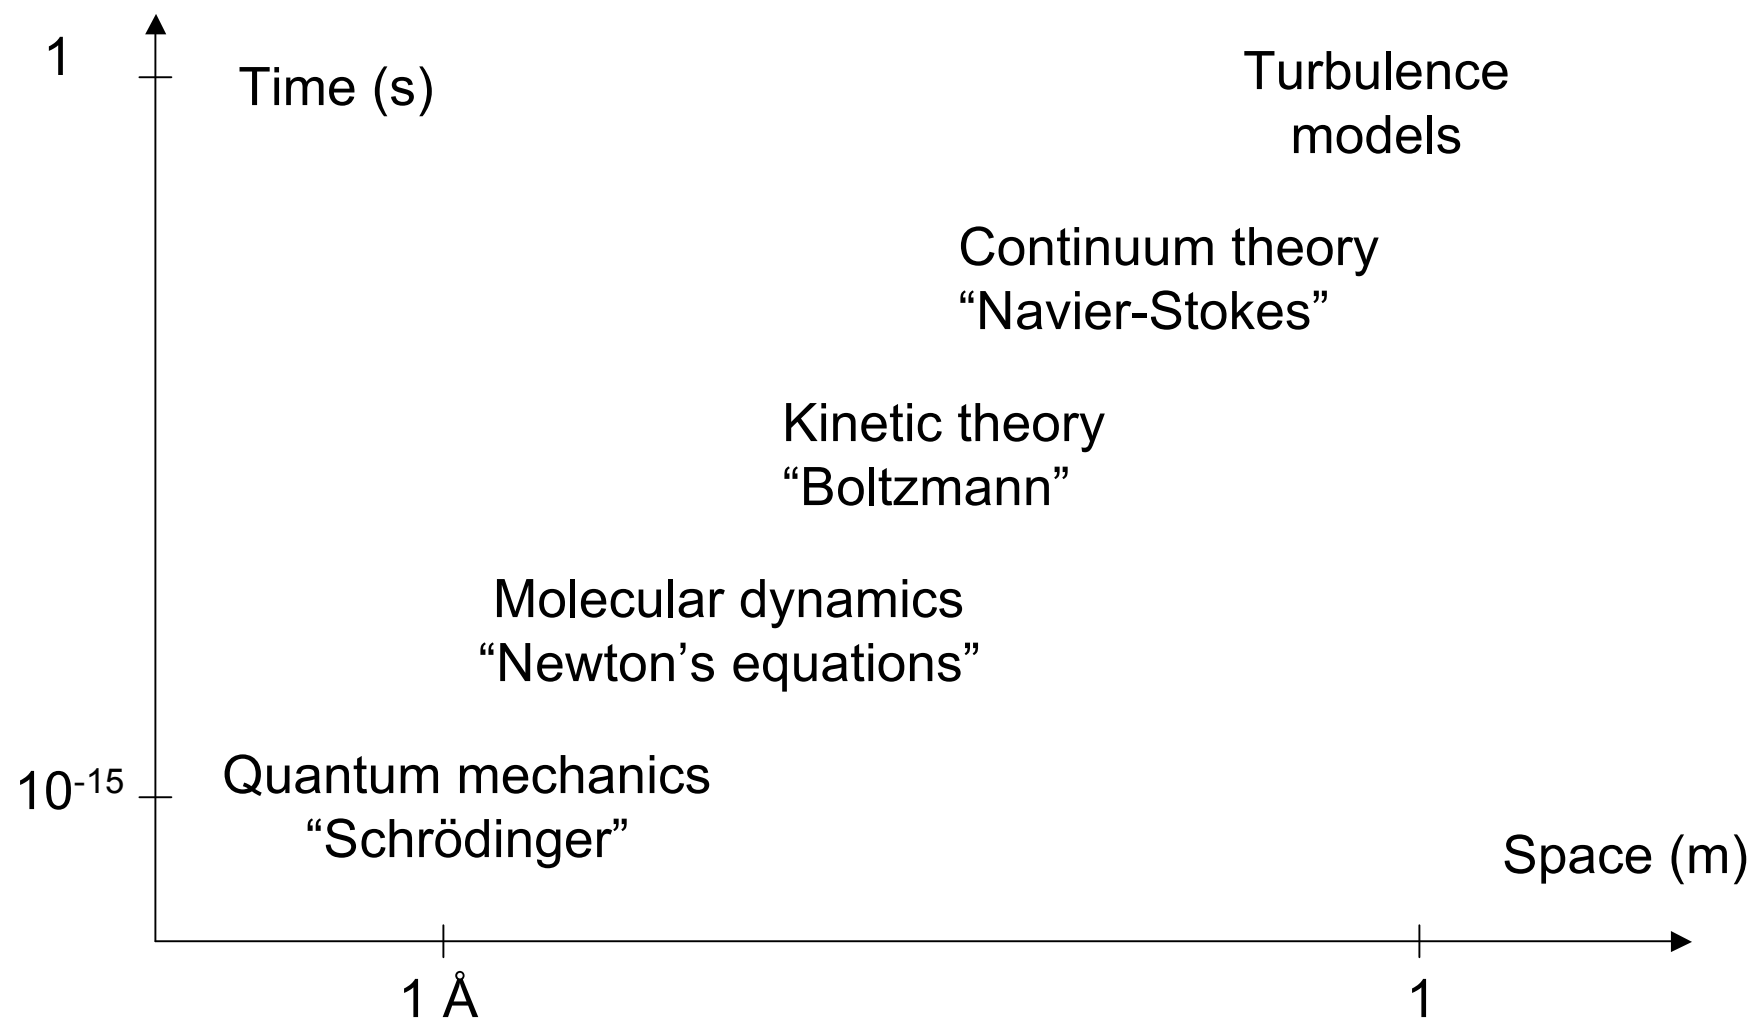 1
Time (s)
Turbulence
models
Continuum theory
“Navier-Stokes”
Kinetic theory
“Boltzmann”
Molecular dynamics
“Newton’s equations”
10-15
Quantum mechanics
“Schrödinger”
Space (m)
1 Å
1